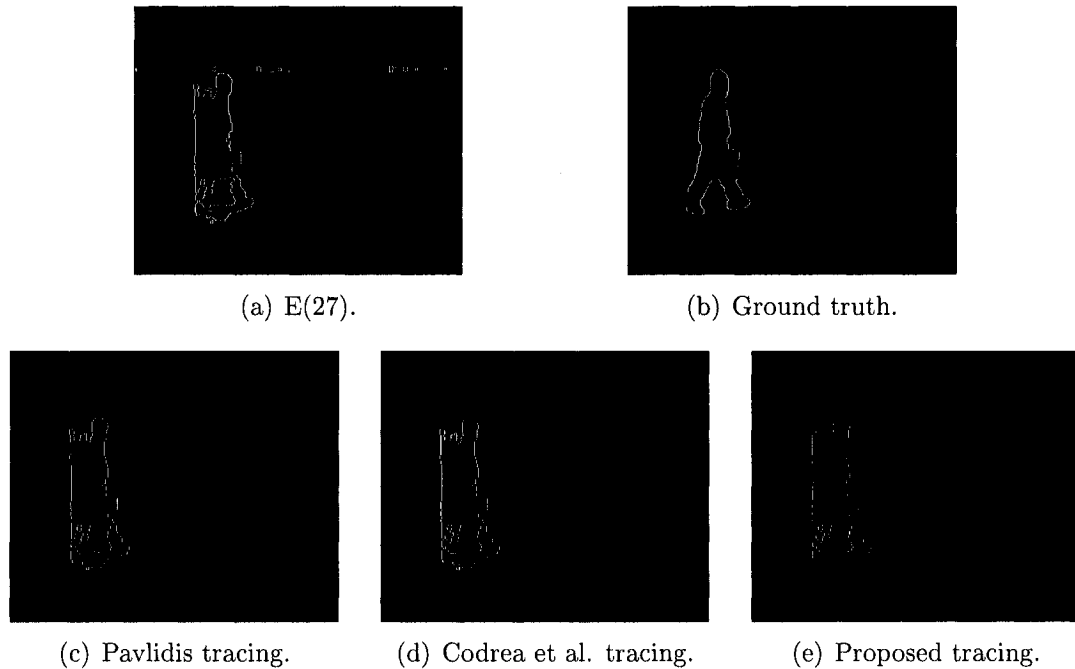 (a) E(27).
(b) Ground truth.
(c) Pavlidis tracing.
(d) Codrea et al. tracing.
(e) Proposed tracing.